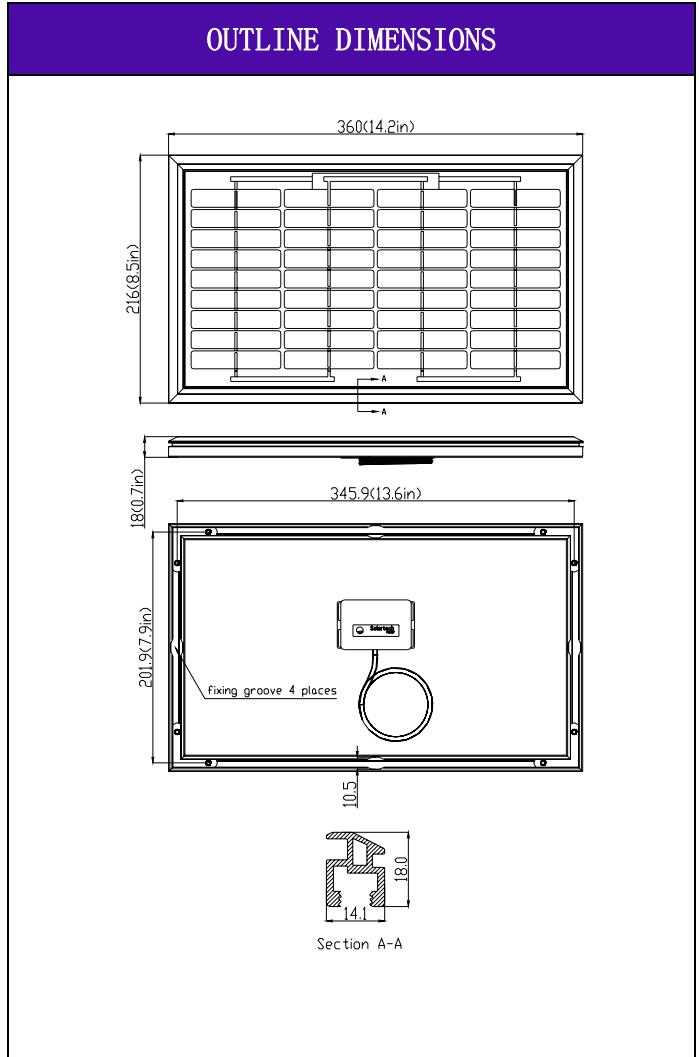 OUTLINE DIMENSIONS
360(14.2in)
216(8.5in)
A
A
18(0.7in)
345.9(13.6in)
201.9(7.9in)
Solartech
fixing groove 4 places
10.5
18.0
14.1
Section A-A